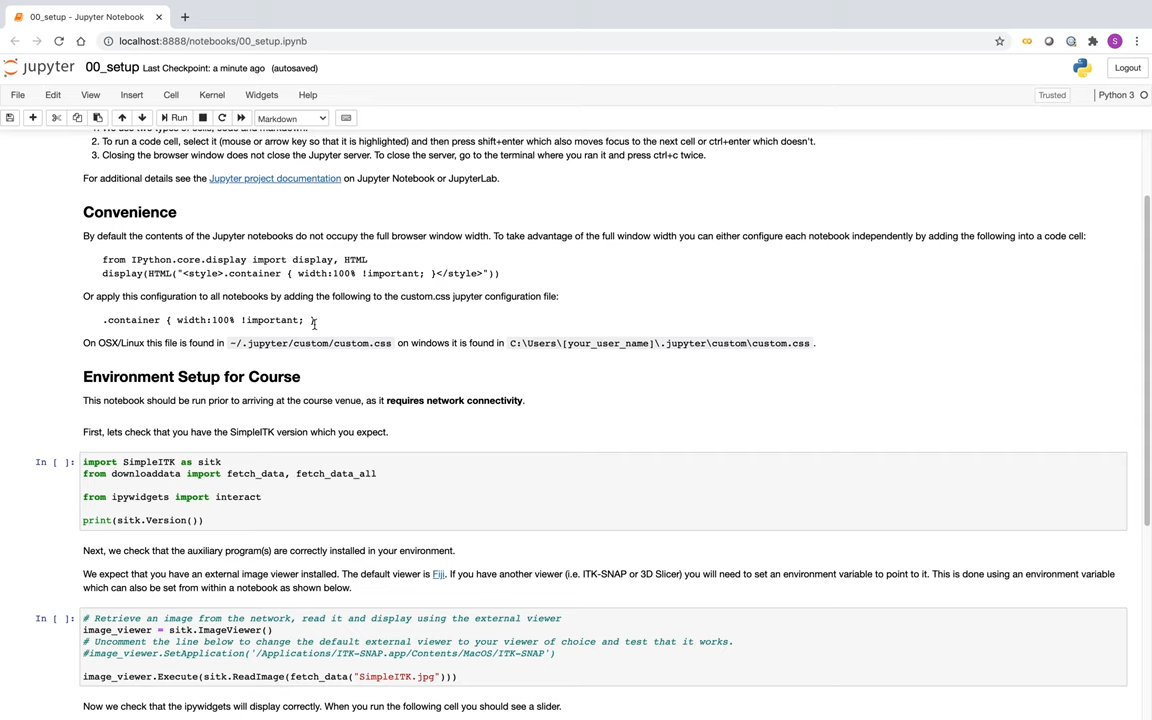 00_setup - Jupyter Notebook
localhost:8888/notebooks/00_setup.ipynb
S
jupyter 00_setup Last Checkpoint: a minute ago (autosaved)
Logout
File Edit View Insert Cell Kernel Widgets Help
Trusted Python 3
Run Markdown
1. We use two types of cells, code and markdown.
2. To run a code cell, select it (mouse or arrow key so that it is highlighted) and then press shift+enter which also moves focus to the next cell or ctrl+enter which doesn't.
3. Closing the browser window does not close the Jupyter server. To close the server, go to the terminal where you ran it and press ctrl+c twice.
For additional details see the Jupyter project documentation on Jupyter Notebook or JupyterLab.
Convenience
By default the contents of the Jupyter notebooks do not occupy the full browser window width. To take advantage of the full window width you can either configure each notebook independently by adding the following into a code cell:
from IPython.core.display import display, HTML
display(HTML("<style>.container { width:100% !important; }</style>"))
Or apply this configuration to all notebooks by adding the following to the custom.css jupyter configuration file:
.container { width:100% !important; }
On OSX/Linux this file is found in ~/.jupyter/custom/custom.css on windows it is found in C:\Users\[your_user_name]\.jupyter\custom\custom.css .
Environment Setup for Course
This notebook should be run prior to arriving at the course venue, as it requires network connectivity.
First, lets check that you have the SimpleITK version which you expect.
In [ ]: import SimpleITK as sitk
from downloaddata import fetch_data, fetch_data_all
from ipywidgets import interact
print(sitk.Version())
Next, we check that the auxiliary program(s) are correctly installed in your environment.
We expect that you have an external image viewer installed. The default viewer is Fiji. If you have another viewer (i.e. ITK-SNAP or 3D Slicer) you will need to set an environment variable to point to it. This is done using an environment variable
which can also be set from within a notebook as shown below.
In [ ]: # Retrieve an image from the network, read it and display using the external viewer
image_viewer = sitk.ImageViewer()
# Uncomment the line below to change the default external viewer to your viewer of choice and test that it works.
#image_viewer.SetApplication('/Applications/ITK-SNAP.app/Contents/MacOS/ITK-SNAP')
image_viewer.Execute(sitk.ReadImage(fetch_data("SimpleITK.jpg")))
Now we check that the ipywidgets will display correctly. When you run the following cell you should see a slider.